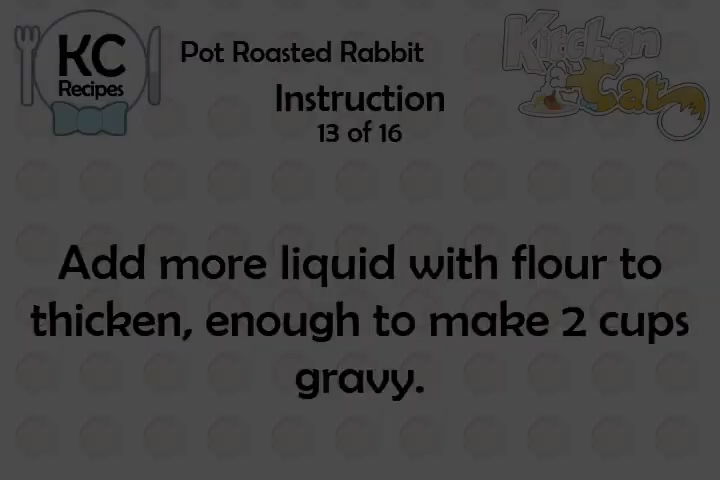 KC
Recipes
Pot Roasted Rabbit
Instruction
13 of 16
Kitchen
Cat
Add more liquid with flour to
thicken, enough to make 2 cups
gravy.